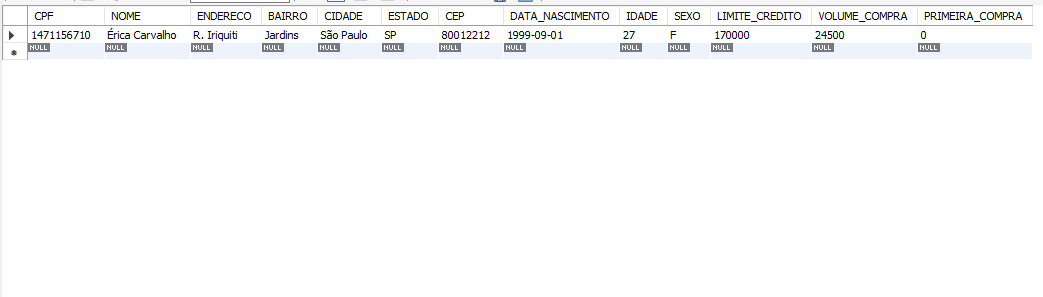 CPF NOME ENDERECO BAIRRO CIDADE ESTADO CEP DATA_NASCIMENTO IDADE SEXO LIMITE_CREDITO VOLUME_COMPRA PRIMEIRA_COMPRA
1471156710 Érica Carvalho R. Iriquiti Jardins São Paulo SP 80012212 1999-09-01 27 F 170000 24500 0
NULL NULL NULL NULL NULL NULL NULL NULL NULL NULL NULL NULL NULL